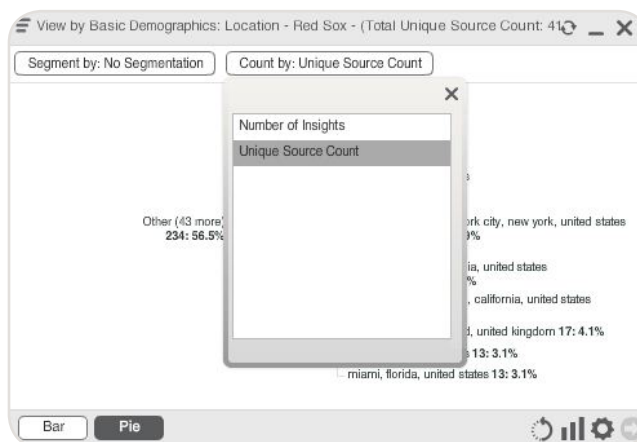 View by Basic Demographics: Location - Red Sox - (Total Unique Source Count: 41
Segment by: No Segmentation
Count by: Unique Source Count
Number of Insights
Unique Source Count
Other (43 more)
234: 56.5%
city, new york, united states
united states
california, united states
united kingdom 17: 4.1%
13: 3.1%
miami, florida, united states 13: 3.1%
Bar
Pie